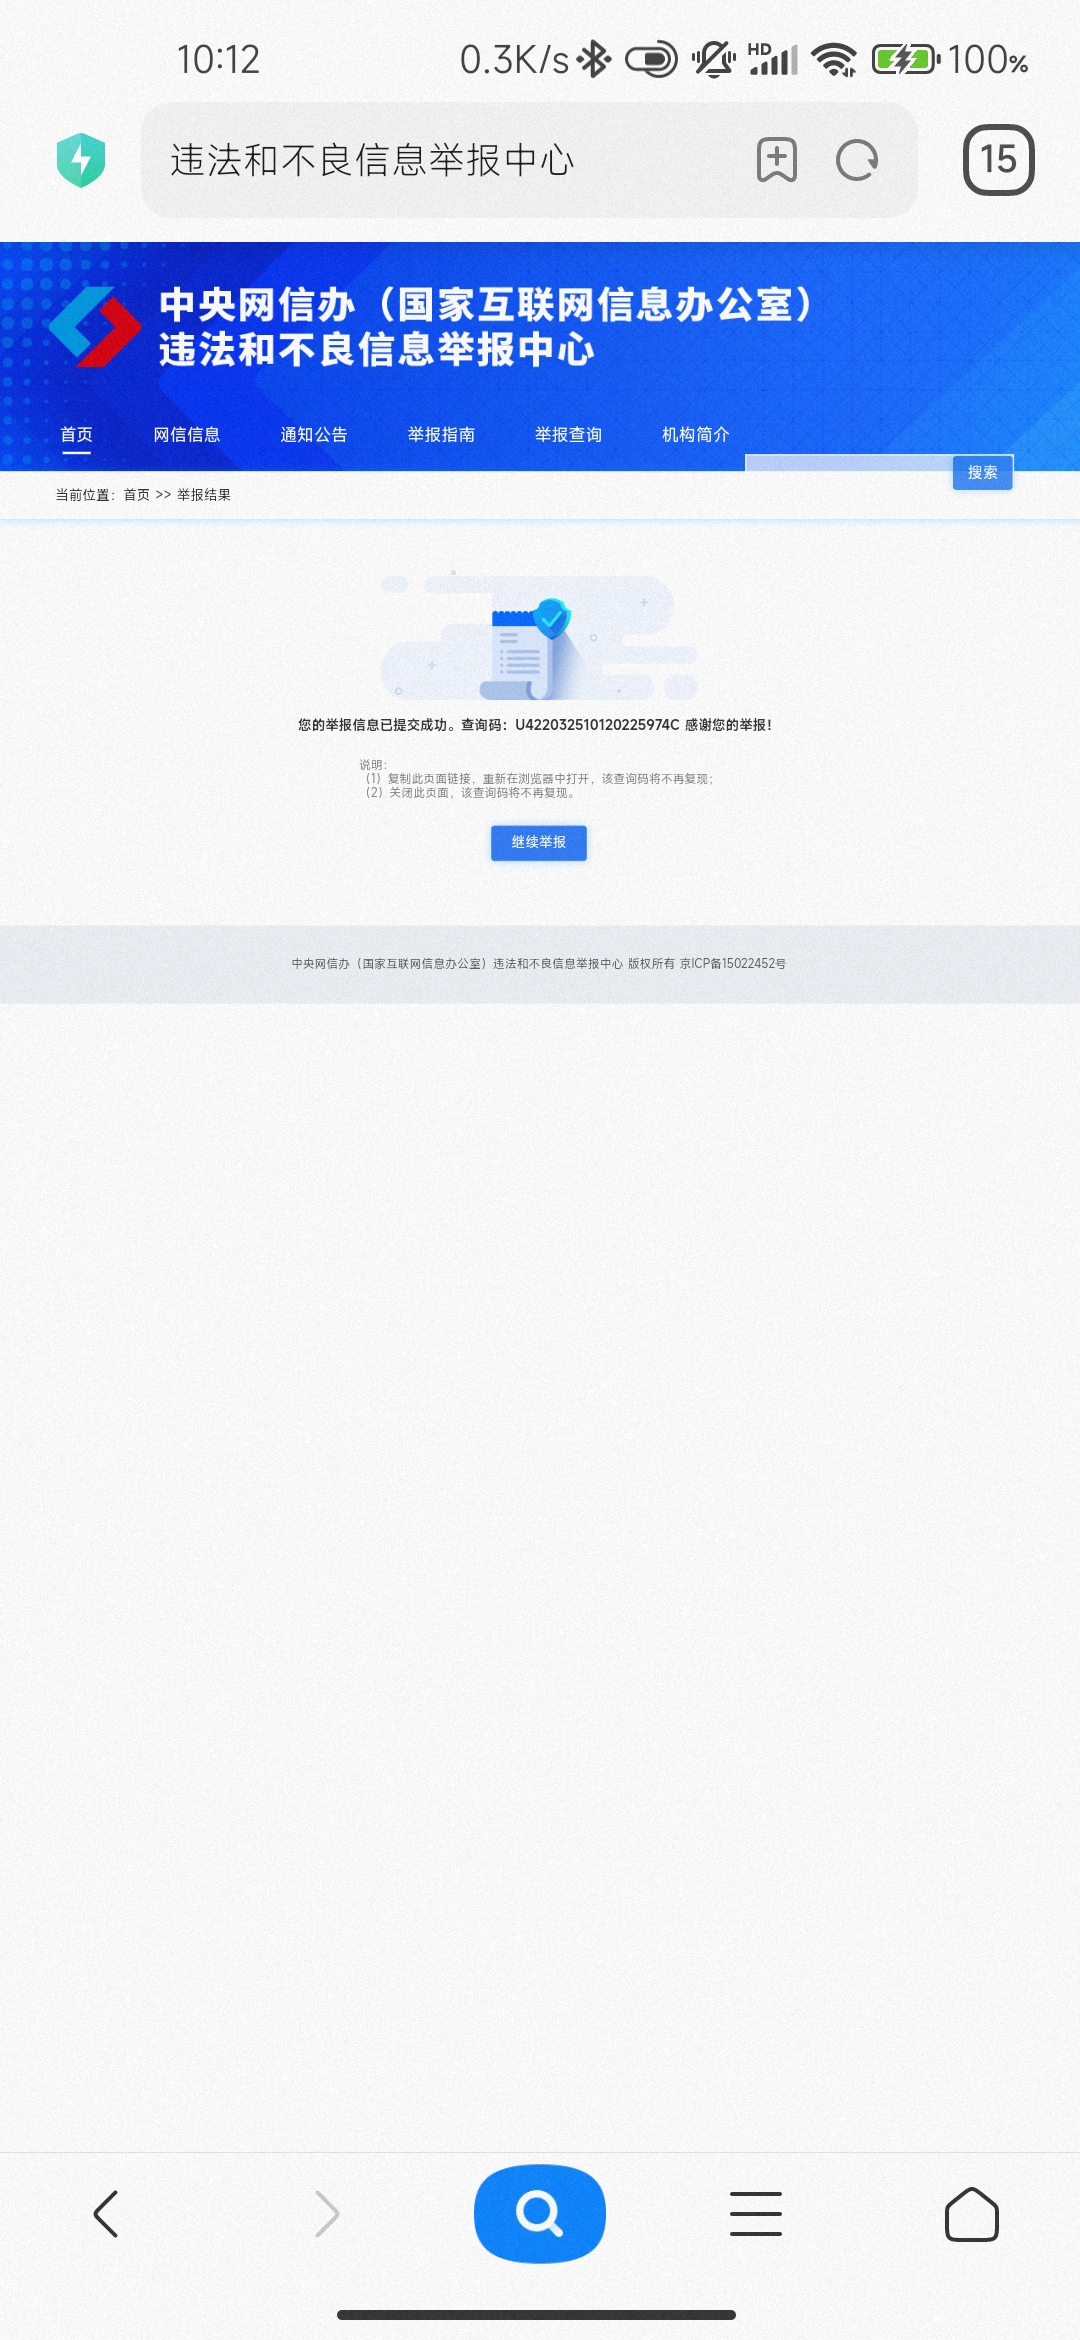 10:12
0.3K/s
HD
100%
违法和不良信息举报中心
15
中央网信办（国家互联网信息办公室）
违法和不良信息举报中心
首页 网信信息 通知公告 举报指南 举报查询 机构简介
搜索
当前位置：首页 >> 举报结果
您的举报信息已提交成功。查询码：U422032510120225974C 感谢您的举报！
说明：
（1）复制此页面链接，重新在浏览器中打开，该查询码将不再复现；
（2）关闭此页面，该查询码将不再复现。
继续举报
中央网信办（国家互联网信息办公室）违法和不良信息举报中心 版权所有 京ICP备15022452号